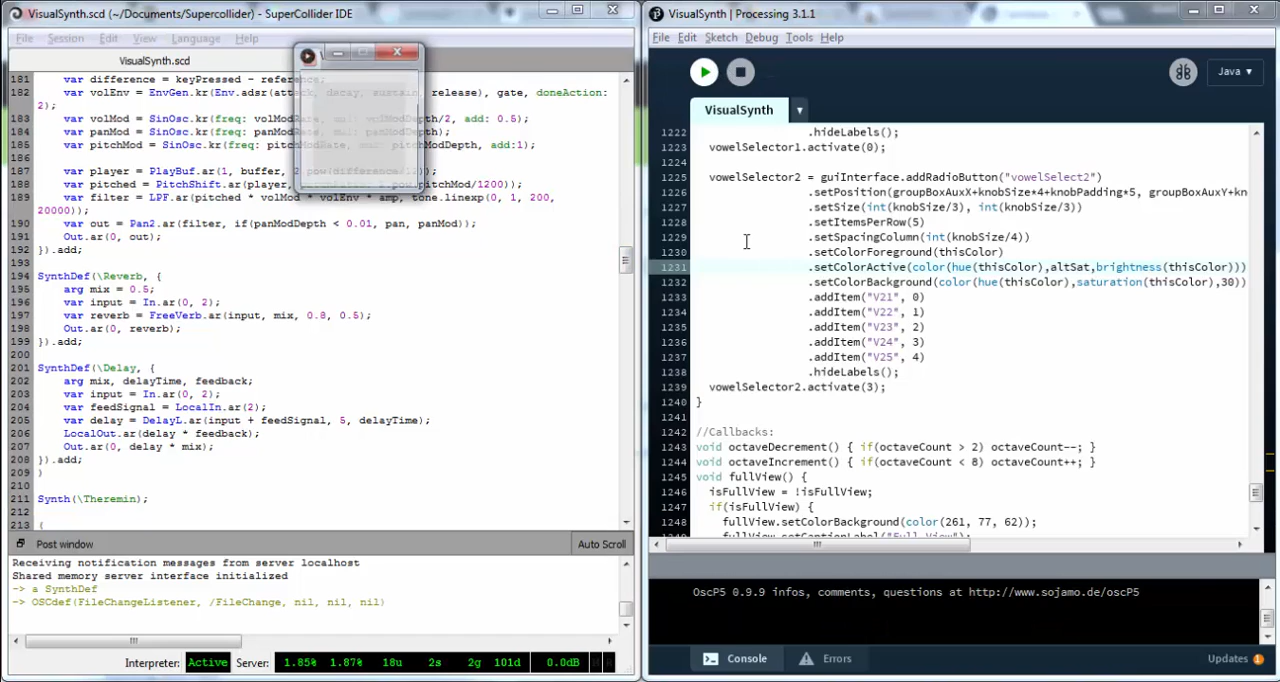 VisualSynth.scd (~/Documents/Supercollider) - SuperCollider IDE
File Session Edit View Language Help
VisualSynth.scd
181 var difference = keyPressed - reference;
182 var volEnv = EnvGen.kr(Env.adsr(attack, decay, sustain, release), gate, doneAction:
2);
183 var volMod = SinOsc.kr(freq: volModRate, mul: volModDepth/2, add: 0.5);
184 var panMod = SinOsc.kr(freq: panModRate, mul: panModDepth);
185 var pitchMod = SinOsc.kr(freq: pitchModRate, mul: pitchModDepth, add:1);
186
187 var player = PlayBuf.ar(1, buffer, 2.pow(difference/12));
188 var pitched = PitchShift.ar(player, 2.pow(pitchMod/1200));
189 var filter = LPF.ar(pitched * volMod * volEnv * amp, tone.linexp(0, 1, 200,
20000));
190 var out = Pan2.ar(filter, if(panModDepth < 0.01, pan, panMod));
191 Out.ar(0, out);
192 }).add;
193
194 SynthDef(\Reverb, {
195 arg mix = 0.5;
196 var input = In.ar(0, 2);
197 var reverb = FreeVerb.ar(input, mix, 0.8, 0.5);
198 Out.ar(0, reverb);
199 }).add;
200
201 SynthDef(\Delay, {
202 arg mix, delayTime, feedback;
203 var input = In.ar(0, 2);
204 var feedSignal = LocalIn.ar(2);
205 var delay = DelayL.ar(input + feedSignal, 5, delayTime);
206 LocalOut.ar(delay * feedback);
207 Out.ar(0, delay * mix);
208 }).add;
209 )
210
211 Synth(\Theremin);
212
213 (
Post window Auto Scroll
Receiving notification messages from server localhost
Shared memory server interface initialized
-> a SynthDef
-> OSCdef(FileChangeListener, /FileChange, nil, nil, nil)
Interpreter: Active Server: 1.85% 1.87% 18u 2s 2g 101d 0.0dB M R
VisualSynth | Processing 3.1.1
File Edit Sketch Debug Tools Help
Java ▾
VisualSynth ▾
1222 .hideLabels();
1223 vowelSelector1.activate(0);
1224
1225 vowelSelector2 = guiInterface.addRadioButton("vowelSelect2")
1226 .setPosition(groupBoxAuxX+knobSize*4+knobPadding*5, groupBoxAuxY+kn
1227 .setSize(int(knobSize/3), int(knobSize/3))
1228 .setItemsPerRow(5)
1229 .setSpacingColumn(int(knobSize/4))
1230 .setColorForeground(thisColor)
1231 .setColorActive(color(hue(thisColor),altSat,brightness(thisColor)))
1232 .setColorBackground(color(hue(thisColor),saturation(thisColor),30))
1233 .addItem("V21", 0)
1234 .addItem("V22", 1)
1235 .addItem("V23", 2)
1236 .addItem("V24", 3)
1237 .addItem("V25", 4)
1238 .hideLabels();
1239 vowelSelector2.activate(3);
1240 }
1241
1242 //Callbacks:
1243 void octaveDecrement() { if(octaveCount > 2) octaveCount--; }
1244 void octaveIncrement() { if(octaveCount < 8) octaveCount++; }
1245 void fullView() {
1246 isFullView = !isFullView;
1247 if(isFullView) {
1248 fullView.setColorBackground(color(261, 77, 62));
1249 fullView.setCaptionLabel("Full View");
OscP5 0.9.9 infos, comments, questions at http://www.sojamo.de/oscP5
Console Errors Updates 1